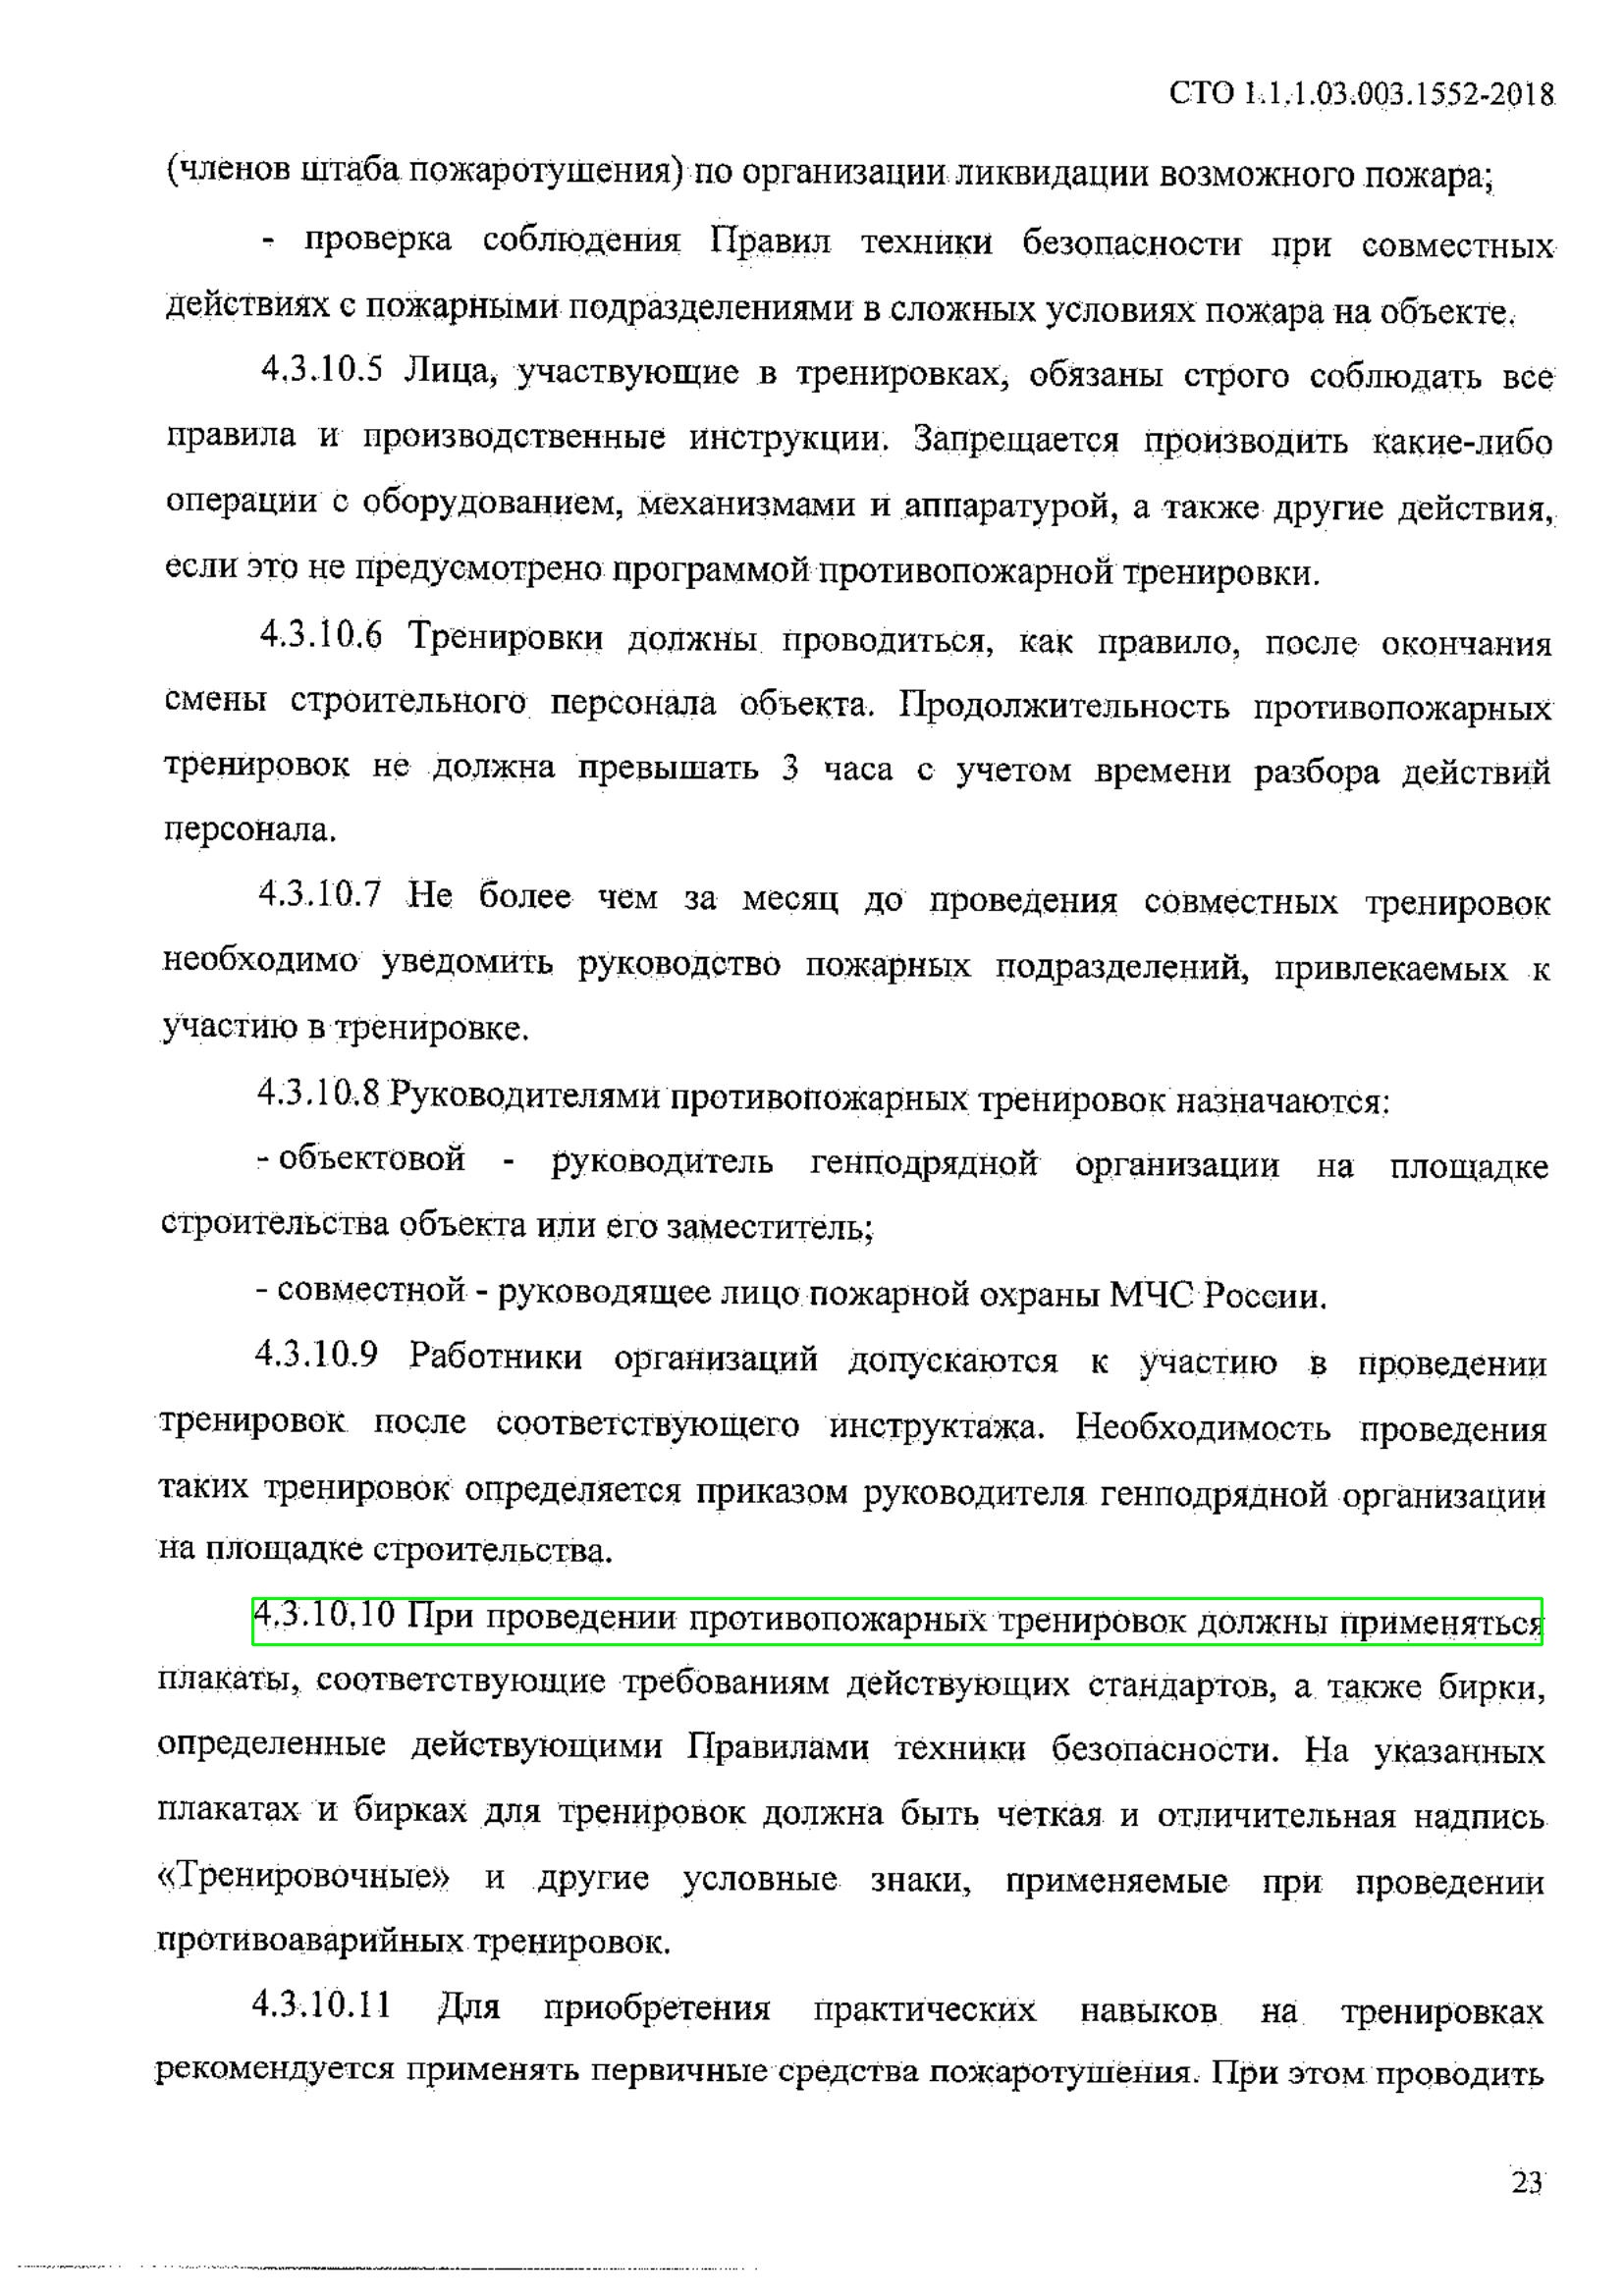 СТО 1.1.1.03.003.1552-2018
(членов штаба пожаротушения) по организации ликвидации возможного пожара;
- проверка соблюдения Правил техники безопасности при совместных
действиях с пожарными подразделениями в сложных условиях пожара на объекте.
4.3.10.5 Лица, участвующие в тренировках, обязаны строго соблюдать все
правила и производственные инструкции. Запрещается производить какие-либо
операции с оборудованием, механизмами и аппаратурой, а также другие действия,
если это не предусмотрено программой противопожарной тренировки.
4.3.10.6 Тренировки должны проводиться, как правило, после окончания
смены строительного персонала объекта. Продолжительность противопожарных
тренировок не должна превышать 3 часа с учетом времени разбора действий
персонала.
4.3.10.7 Не более чем за месяц до проведения совместных тренировок
необходимо уведомить руководство пожарных подразделений, привлекаемых к
участию в тренировке.
4.3.10.8 Руководителями противопожарных тренировок назначаются:
- объектовой - руководитель генподрядной организации на площадке
строительства объекта или его заместитель;
- совместной - руководящее лицо пожарной охраны МЧС России.
4.3.10.9 Работники организаций допускаются к участию в проведении
тренировок после соответствующего инструктажа. Необходимость проведения
таких тренировок определяется приказом руководителя генподрядной организации
на площадке строительства.
4.3.10.10 При проведении противопожарных тренировок должны применяться
плакаты, соответствующие требованиям действующих стандартов, а также бирки,
определенные действующими Правилами техники безопасности. На указанных
плакатах и бирках для тренировок должна быть четкая и отличительная надпись
«Тренировочные» и другие условные знаки, применяемые при проведении
противоаварийных тренировок.
4.3.10.11 Для приобретения практических навыков на тренировках
рекомендуется применять первичные средства пожаротушения. При этом проводить
23